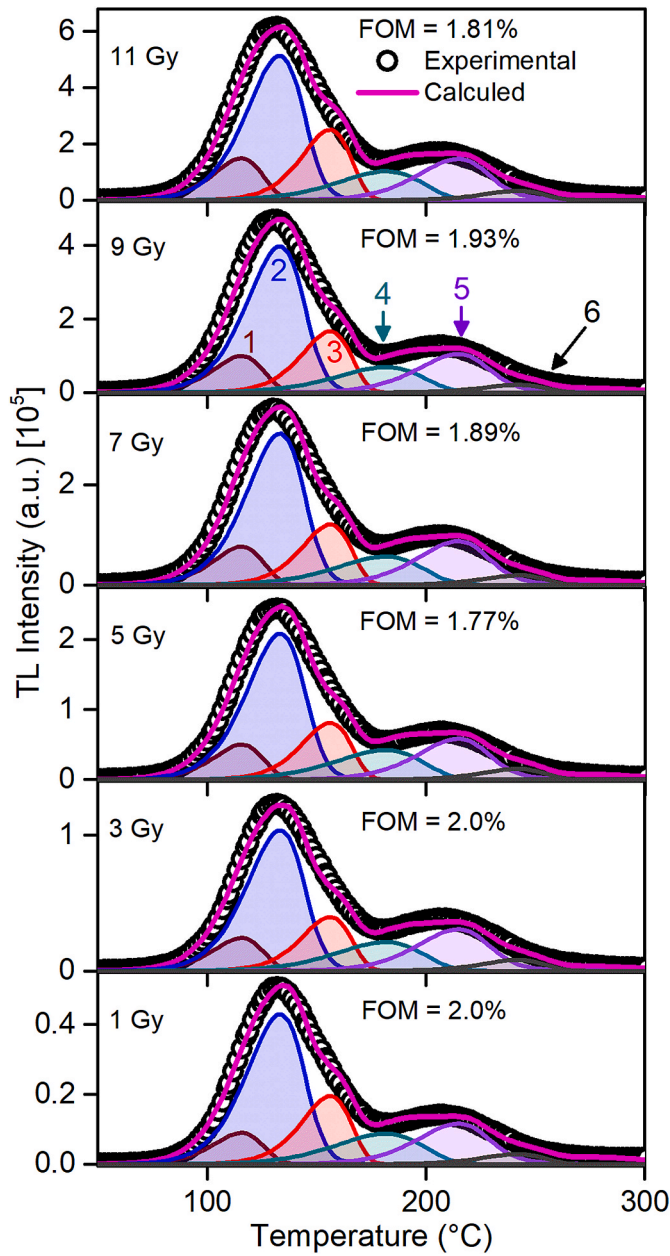 6
4
2
0
11 Gy
FOM = 1.81%
Experimental
Calculed
4
2
0
9 Gy
FOM = 1.93%
1
2
3
4
5
6
2
0
7 Gy
FOM = 1.89%
2
1
0
5 Gy
FOM = 1.77%
1
0
3 Gy
FOM = 2.0%
0.4
0.2
0.0
1 Gy
FOM = 2.0%
TL Intensity (a.u.) [10⁵]
100
200
300
Temperature (°C)